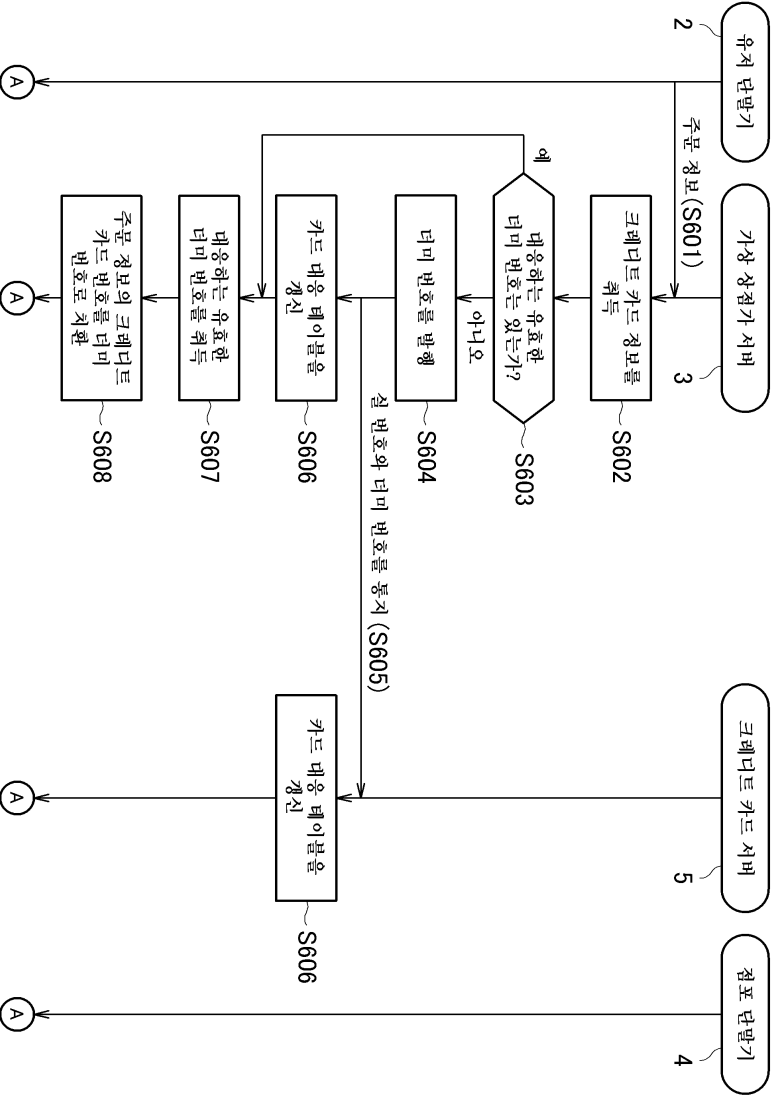 유저 단말기
2
가상 상점가 서버
3
크레디트 카드 서버
5
점포 단말기
4
주문 정보(S601)
크레디트 카드 정보를
취득
S602
대응하는 유효한
더미 번호는 있는가?
S603
예
아니오
더미 번호를 발행
S604
실 번호와 더미 번호를 통지(S605)
카드 대응 테이블을
갱신
S606
카드 대응 테이블을
갱신
S606
대응하는 유효한
더미 번호를 취득
S607
주문 정보의 크레디트
카드 번호를 더미
번호로 치환
S608
A
A
A
A